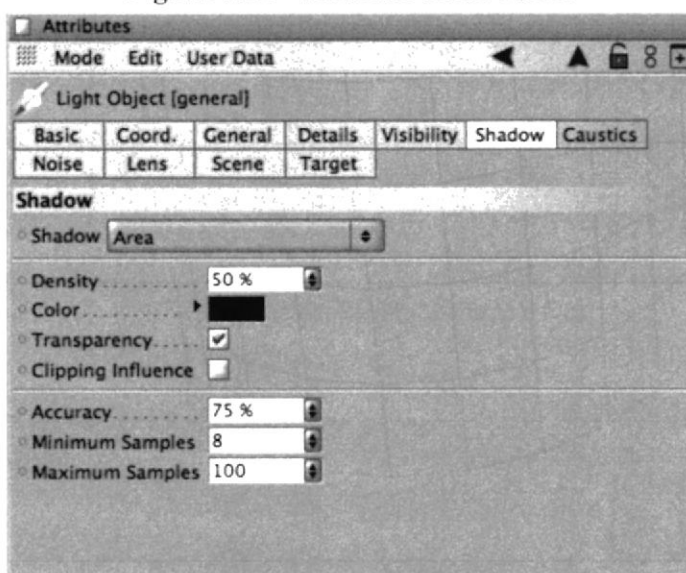 Attributes
Mode Edit User Data
Light Object [general]
Basic Coord. General Details Visibility Shadow Caustics
Noise Lens Scene Target
Shadow
Shadow Area
Density 50 %
Color
Transparency
Clipping Influence
Accuracy 75 %
Minimum Samples 8
Maximum Samples 100